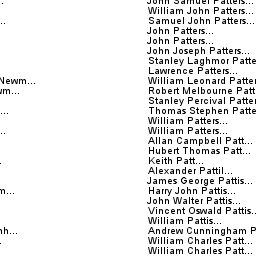 John Samuel Patters...
William John Patters...
Samuel John Patters...
John Patters...
John Patters...
John Joseph Patters...
Stanley Laghmor Patte
Lawrence Patters...
Newm... William Leonard Patter
wm... Robert Melbourne Patt
Stanley Percival Patter
... Thomas Stephen Patte
William Patters...
... William Patters...
Allan Campbell Patt...
Hubert Thomas Patt...
Keith Patt...
Alexander Pattil...
James George Pattis...
m... Harry John Pattis...
John Walter Pattis...
Vincent Oswald Pattis...
William Pattis...
nh... Andrew Cunningham P
William Charles Patt...
William Charles Patt...